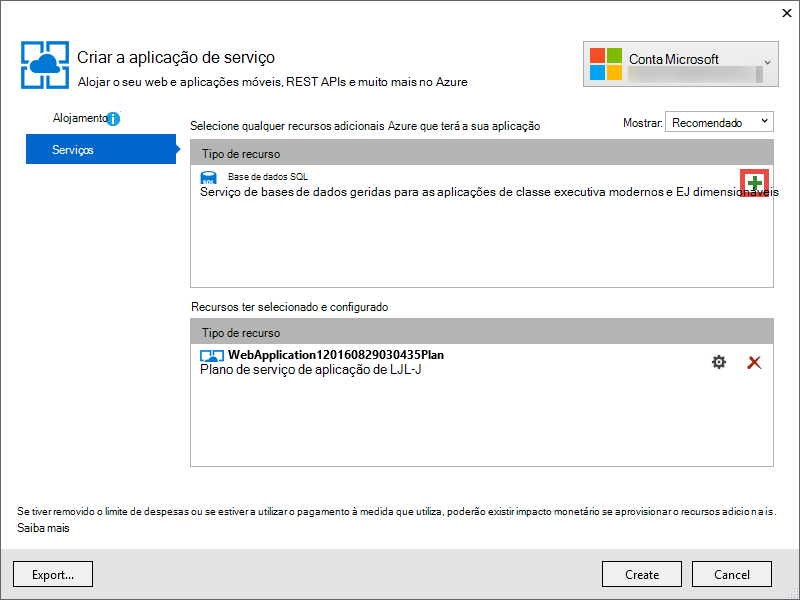 Criar a aplicação de serviço
Alojar o seu web e aplicações móveis, REST APIs e muito mais no Azure
Conta Microsoft
Alojamento
i
Serviços
Selecione qualquer recursos adicionais Azure que terá a sua aplicação
Mostrar:
Recomendado
Tipo de recurso
SQL
Base de dados SQL
Serviço de bases de dados geridas para as aplicações de classe executiva modernos e EJ dimensionáveis
Recursos ter selecionado e configurado
Tipo de recurso
WebApplication120160829030435Plan
Plano de serviço de aplicação de LJL-J
Se tiver removido o limite de despesas ou se estiver a utilizar o pagamento à medida que utiliza, poderão existir impacto monetário se aprovisionar o recursos adicionais.
Saiba mais
Export...
Create
Cancel